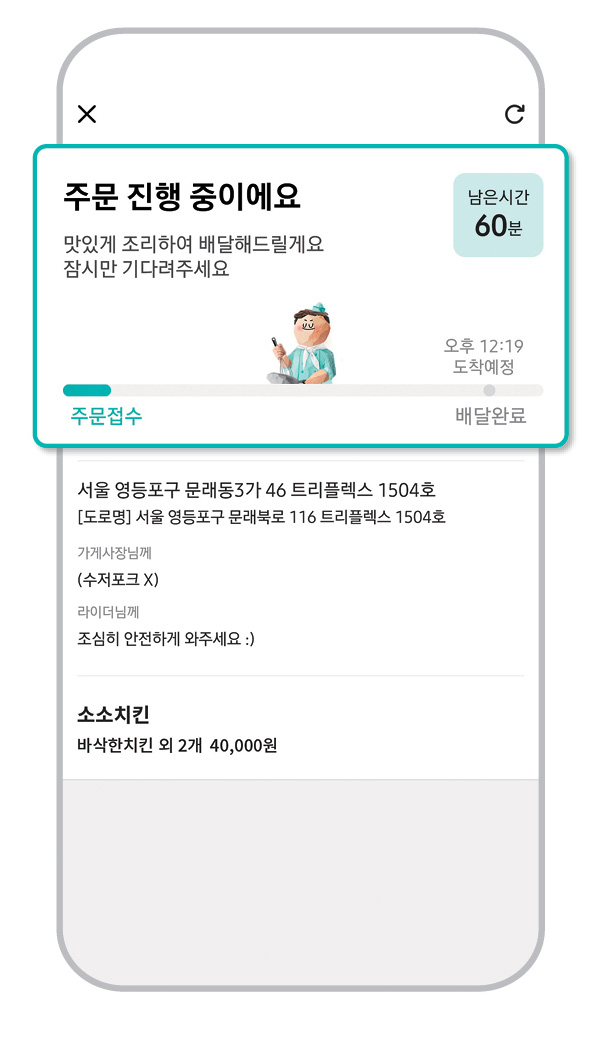 주문 진행 중이에요
남은시간
60분
맛있게 조리하여 배달해드릴게요
잠시만 기다려주세요
오후 12:19
도착예정
주문접수
배달완료
서울 영등포구 문래동3가 46 트리플렉스 1504호
[도로명] 서울 영등포구 문래북로 116 트리플렉스 1504호
가게사장님께
(수저포크 X)
라이더님께
조심히 안전하게 와주세요 :)
소소치킨
바삭한치킨 외 2개 40,000원